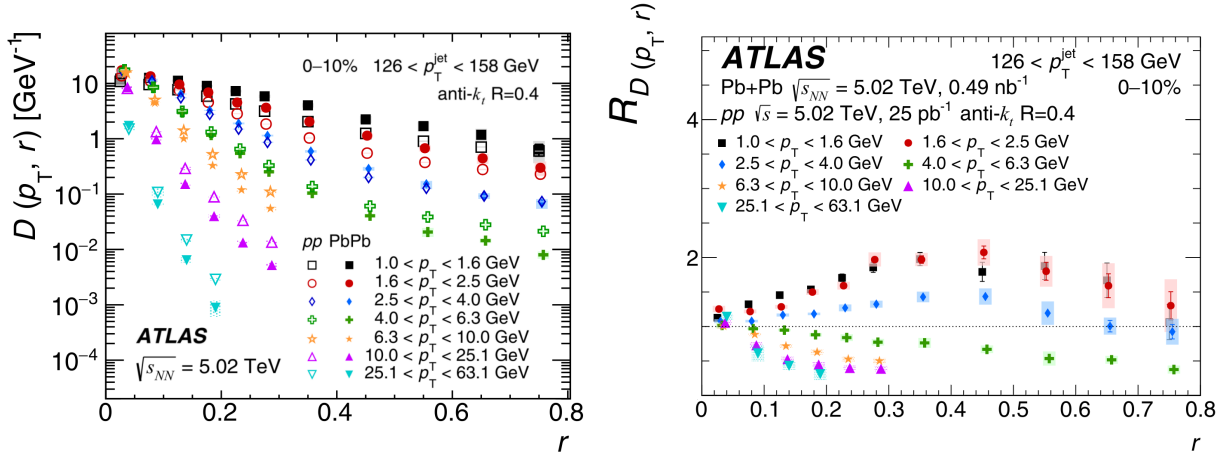 D (p_T, r) [GeV⁻¹]
10
1
10⁻¹
10⁻²
10⁻³
10⁻⁴
0–10% 126 < p_T^jet < 158 GeV
anti-k_t R=0.4
pp PbPb
1.0 < p_T < 1.6 GeV
1.6 < p_T < 2.5 GeV
2.5 < p_T < 4.0 GeV
4.0 < p_T < 6.3 GeV
6.3 < p_T < 10.0 GeV
10.0 < p_T < 25.1 GeV
25.1 < p_T < 63.1 GeV
ATLAS
√s_NN = 5.02 TeV
0 0.2 0.4 0.6 0.8
r
R_D (p_T, r)
4
2
ATLAS 126 < p_T^jet < 158 GeV
Pb+Pb √s_NN = 5.02 TeV, 0.49 nb⁻¹ 0–10%
pp √s = 5.02 TeV, 25 pb⁻¹ anti-k_t R=0.4
1.0 < p_T < 1.6 GeV 1.6 < p_T < 2.5 GeV
2.5 < p_T < 4.0 GeV 4.0 < p_T < 6.3 GeV
6.3 < p_T < 10.0 GeV 10.0 < p_T < 25.1 GeV
25.1 < p_T < 63.1 GeV
0 0.1 0.2 0.3 0.4 0.5 0.6 0.7 0.8
r